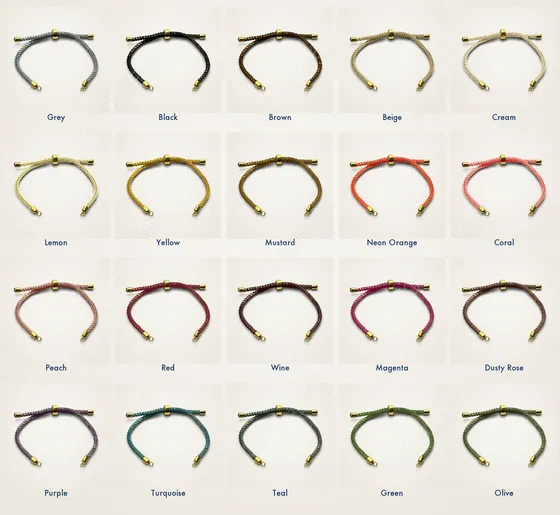 Grey
Black
Brown
Beige
Cream
Lemon
Yellow
Mustard
Neon Orange
Coral
Peach
Red
Wine
Magenta
Dusty Rose
Purple
Turquoise
Teal
Green
Olive